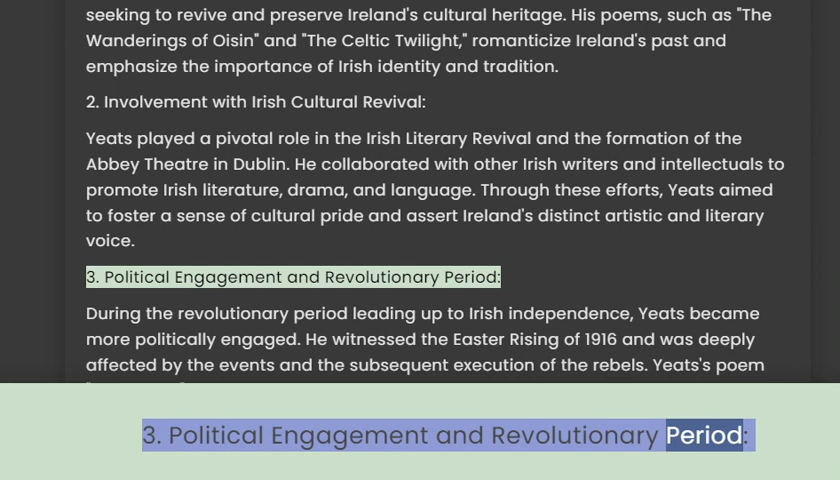 seeking to revive and preserve Ireland's cultural heritage. His poems, such as "The
Wanderings of Oisin" and "The Celtic Twilight," romanticize Ireland's past and
emphasize the importance of Irish identity and tradition.
2. Involvement with Irish Cultural Revival:
Yeats played a pivotal role in the Irish Literary Revival and the formation of the
Abbey Theatre in Dublin. He collaborated with other Irish writers and intellectuals to
promote Irish literature, drama, and language. Through these efforts, Yeats aimed
to foster a sense of cultural pride and assert Ireland's distinct artistic and literary
voice.
3. Political Engagement and Revolutionary Period:
During the revolutionary period leading up to Irish independence, Yeats became
more politically engaged. He witnessed the Easter Rising of 1916 and was deeply
affected by the events and the subsequent execution of the rebels. Yeats's poem
3. Political Engagement and Revolutionary Period: